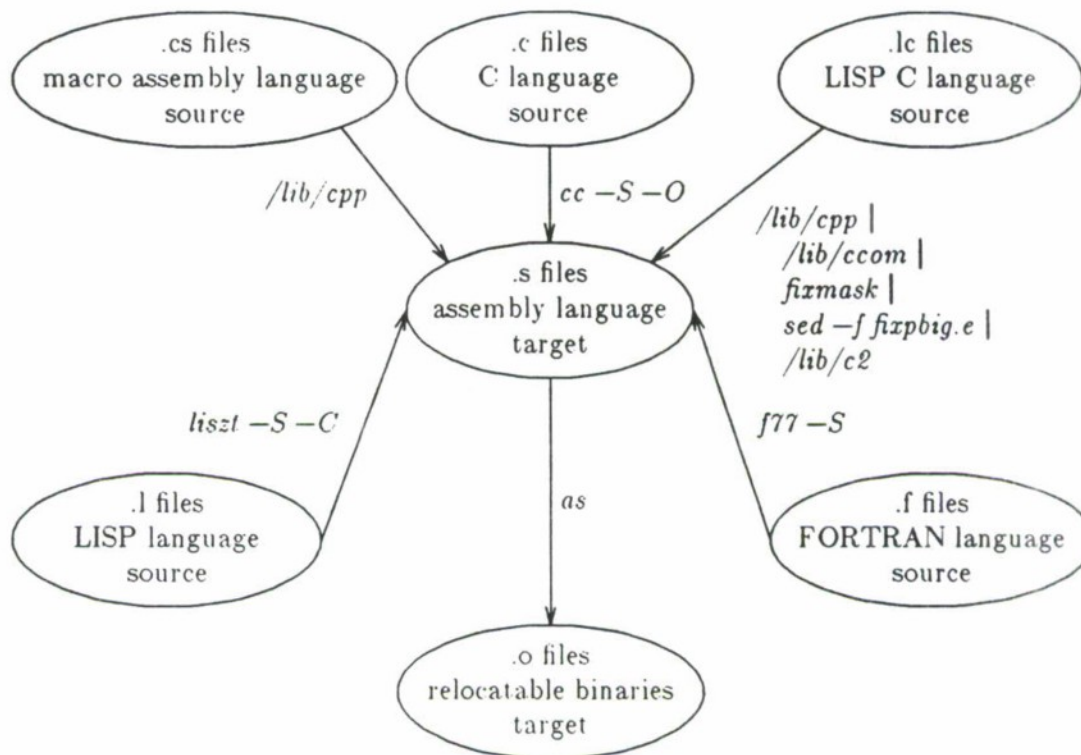 .cs files
macro assembly language
source
.c files
C language
source
.lc files
LISP C language
source
/lib/cpp
cc -S -O
/lib/cpp |
/lib/ccom |
fixmask |
sed -f fixpbig.e |
/lib/c2
.s files
assembly language
target
liszt -S -C
f77 -S
.l files
LISP language
source
as
.f files
FORTRAN language
source
.o files
relocatable binaries
target